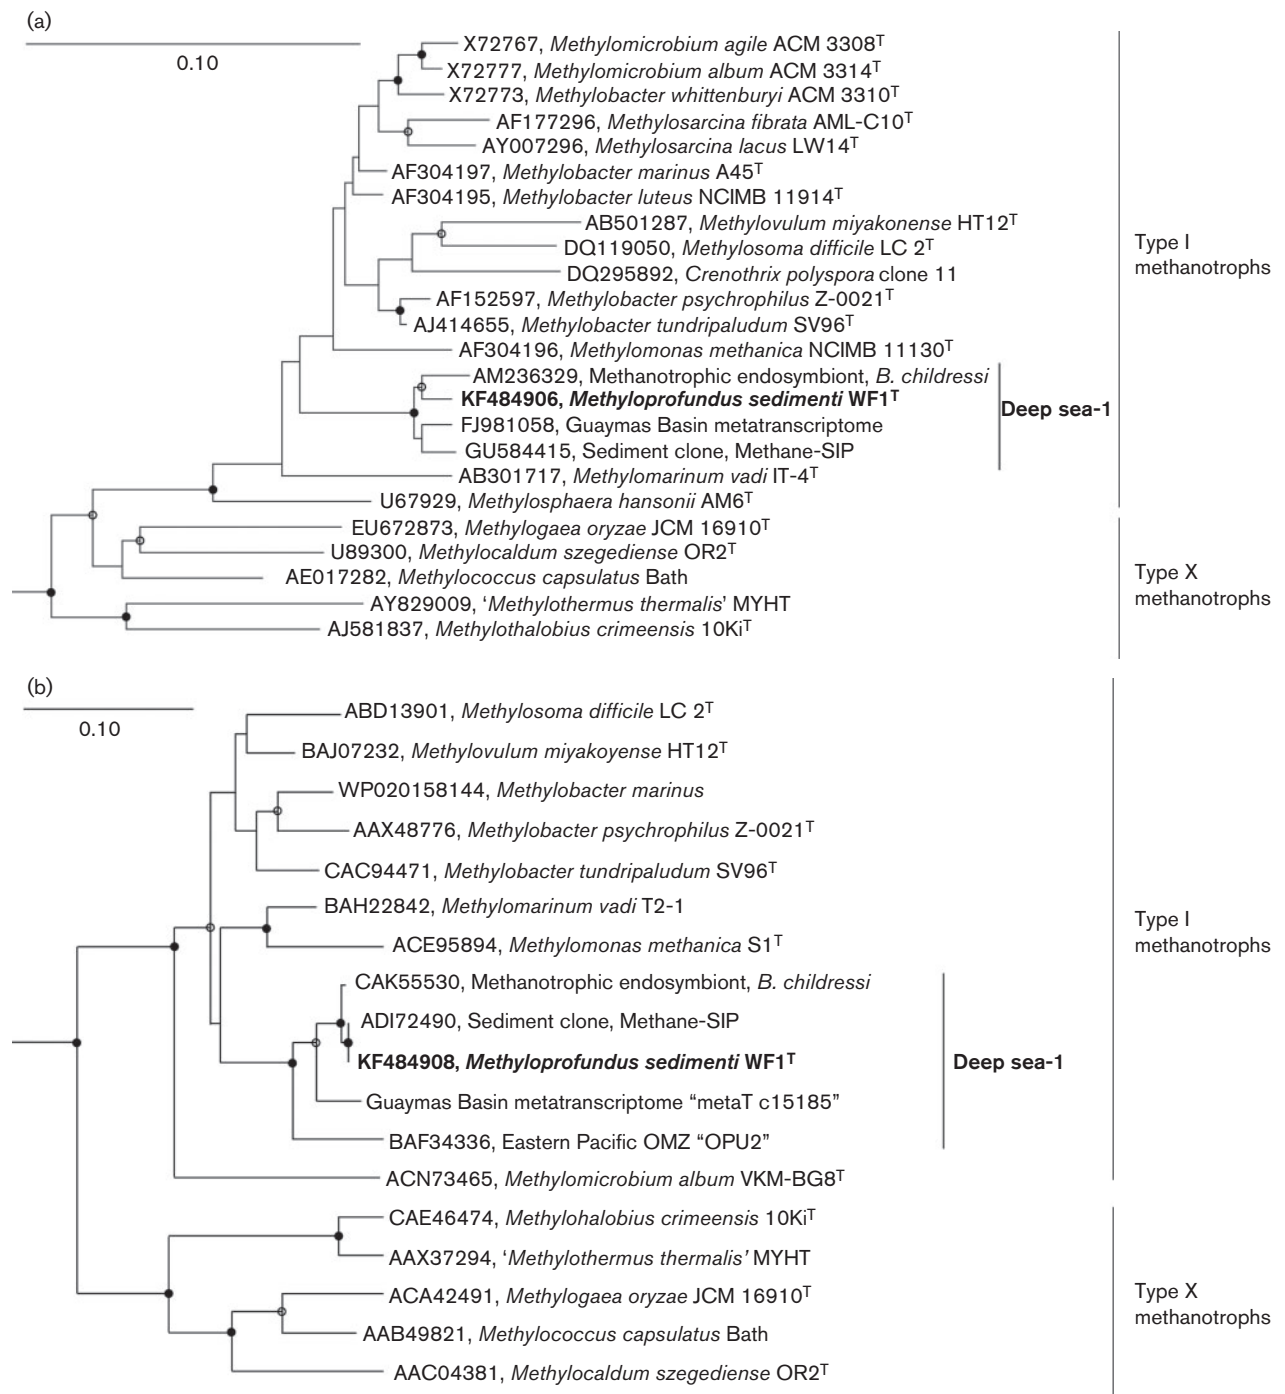 (a)
0.10
X72767, Methylomicrobium agile ACM 3308T
X72777, Methylomicrobium album ACM 3314T
X72773, Methylobacter whittenburyi ACM 3310T
AF177296, Methylosarcina fibrata AML-C10T
AY007296, Methylosarcina lacus LW14T
AF304197, Methylobacter marinus A45T
AF304195, Methylobacter luteus NCIMB 11914T
AB501287, Methylovulum miyakonense HT12T
DQ119050, Methylosoma difficile LC 2T
DQ295892, Crenothrix polyspora clone 11
AF152597, Methylobacter psychrophilus Z-0021T
AJ414655, Methylobacter tundripaludum SV96T
AF304196, Methylomonas methanica NCIMB 11130T
AM236329, Methanotrophic endosymbiont, B. childressi
KF484906, Methyloprofundus sedimenti WF1T
FJ981058, Guaymas Basin metatranscriptome
GU584415, Sediment clone, Methane-SIP
AB301717, Methylomarinum vadi IT-4T
U67929, Methylosphaera hansonii AM6T
EU672873, Methylogaea oryzae JCM 16910T
U89300, Methylocaldum szegediense OR2T
AE017282, Methylococcus capsulatus Bath
AY829009, ‘Methylothermus thermalis’ MYHT
AJ581837, Methylothalobius crimeensis 10KiT
Deep sea-1
Type I
methanotrophs
Type X
methanotrophs
(b)
0.10
ABD13901, Methylosoma difficile LC 2T
BAJ07232, Methylovulum miyakoyense HT12T
WP020158144, Methylobacter marinus
AAX48776, Methylobacter psychrophilus Z-0021T
CAC94471, Methylobacter tundripaludum SV96T
BAH22842, Methylomarinum vadi T2-1
ACE95894, Methylomonas methanica S1T
CAK55530, Methanotrophic endosymbiont, B. childressi
ADI72490, Sediment clone, Methane-SIP
KF484908, Methyloprofundus sedimenti WF1T
Guaymas Basin metatranscriptome “metaT c15185”
BAF34336, Eastern Pacific OMZ “OPU2”
ACN73465, Methylomicrobium album VKM-BG8T
CAE46474, Methylohalobius crimeensis 10KiT
AAX37294, ‘Methylothermus thermalis’ MYHT
ACA42491, Methylogaea oryzae JCM 16910T
AAB49821, Methylococcus capsulatus Bath
AAC04381, Methylocaldum szegediense OR2T
Deep sea-1
Type I
methanotrophs
Type X
methanotrophs